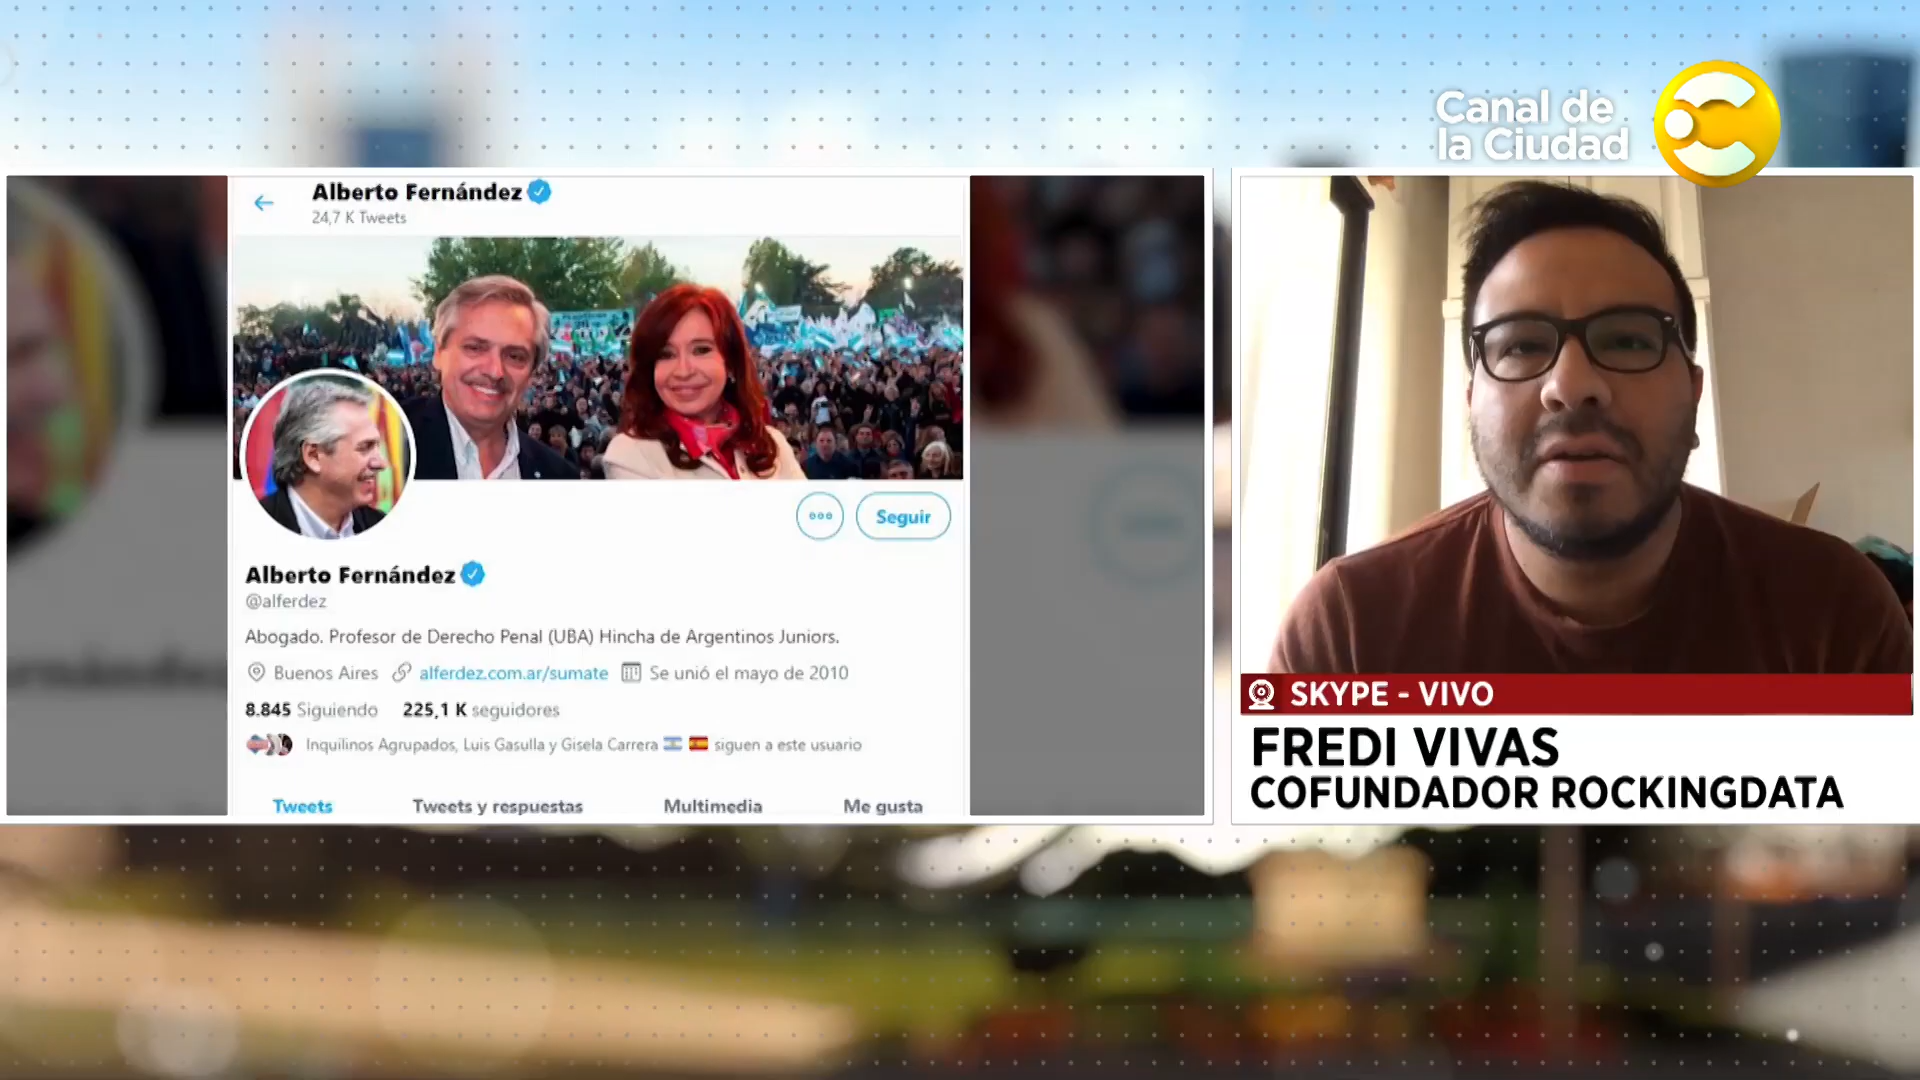 Canal de
la Ciudad
Alberto Fernández
24,7 K Tweets
Seguir
Alberto Fernández
@alferdez
Abogado. Profesor de Derecho Penal (UBA) Hincha de Argentinos Juniors.
Buenos Aires alferdez.com.ar/sumate Se unió el mayo de 2010
8.845 Siguiendo 225,1 K seguidores
Inquilinos Agrupados, Luis Gasulla y Gisela Carrera siguen a este usuario
Tweets Tweets y respuestas Multimedia Me gusta
SKYPE - VIVO
FREDI VIVAS
COFUNDADOR ROCKINGDATA